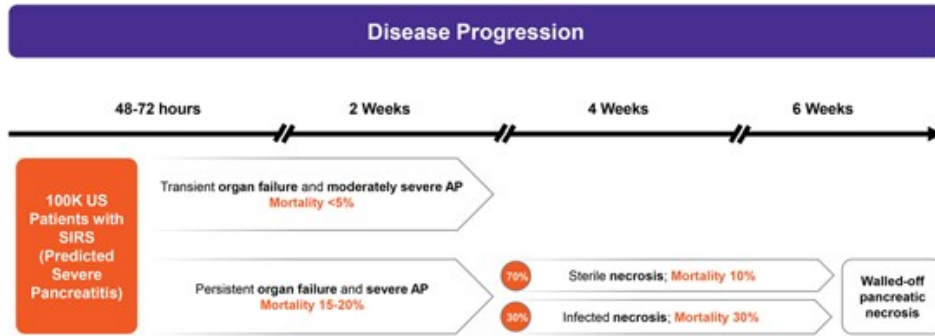 Disease Progression
48-72 hours
2 Weeks
4 Weeks
6 Weeks
100K US
Patients with
SIRS
(Predicted
Severe
Pancreatitis)
Transient organ failure and moderately severe AP
Mortality <5%
Persistent organ failure and severe AP
Mortality 15-20%
70%
Sterile necrosis; Mortality 10%
30%
Infected necrosis; Mortality 30%
Walled-off
pancreatic
necrosis